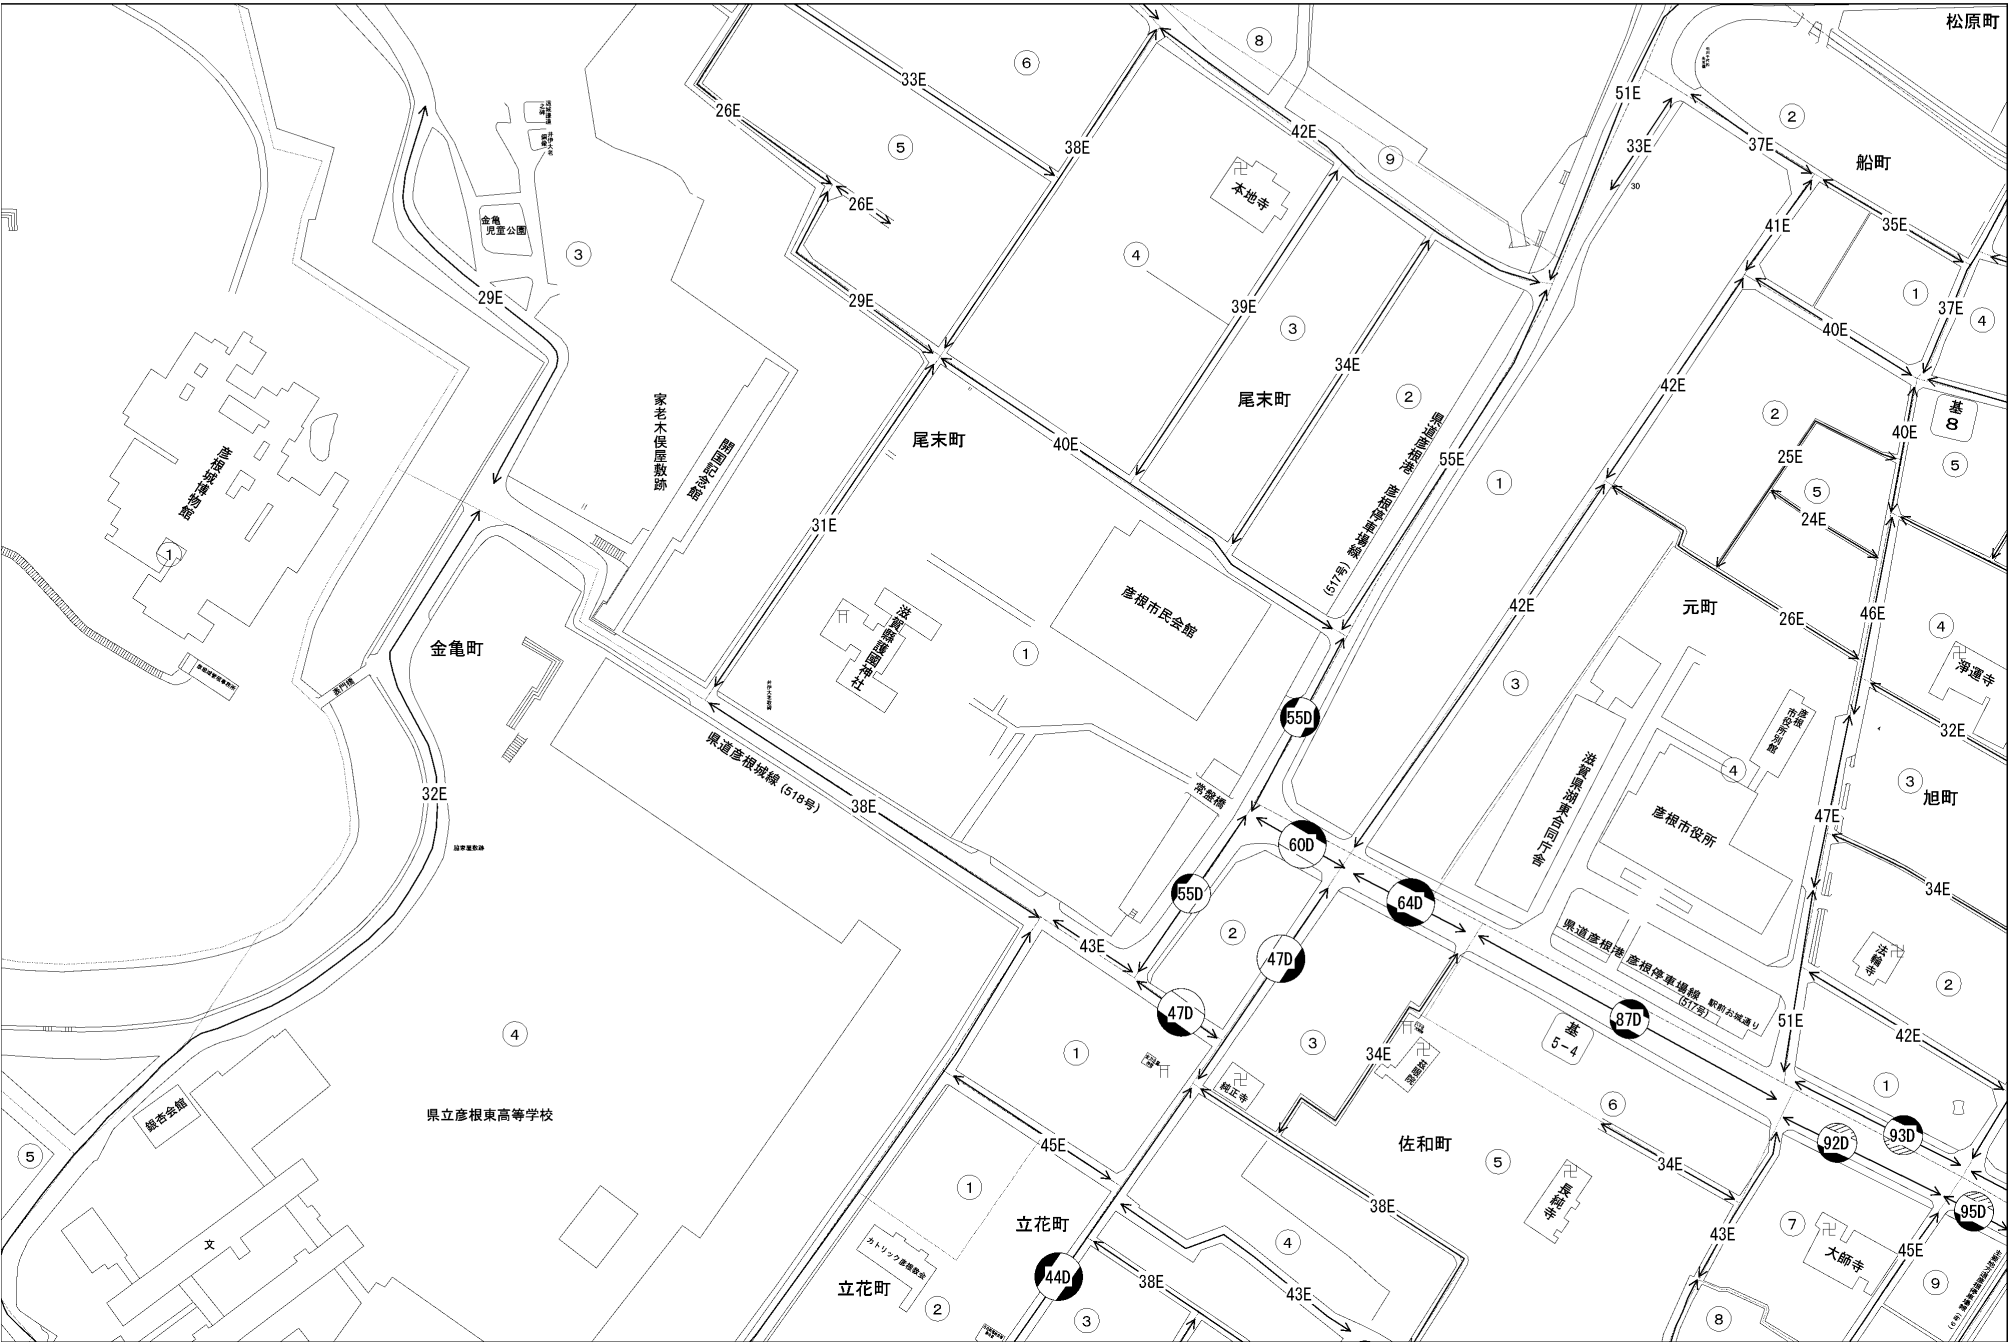 松原町
8
6
51E
33E
2
26E
42E
38E
33E
37E
5
9
船町
本地寺
30
26E
35E
41E
金亀
児童公園
3
4
1
29E
29E
37E
4
39E
3
40E
34E
42E
家老木俣屋敷跡
尾末町
2
2
基
8
開国記念館
尾末町
県道彦根港 彦根停車場線
(517号)
40E
40E
彦根城博物館
25E
55E
1
5
5
31E
24E
1
42E
彦根市民会館
元町
滋賀縣護國神社
26E
46E
4
金亀町
1
浄運寺
表門橋
3
55D
彦根市役所別館
32E
県道彦根城線 (518号)
滋賀県湖東合同庁舎
4
3
旭町
32E
38E
常盤橋
47E
彦根市役所
60D
脇家屋敷跡
55D
64D
34E
43E
2
47D
県道彦根港 彦根停車場線
(517号)
駅前お城通り
法輪寺
2
47D
87D
51E
4
基
5-4
42E
1
3
34E
慈眼院
純正寺
1
銀杏会館
県立彦根東高等学校
6
5
45E
佐和町
92D
93D
5
34E
1
長純寺
38E
95D
文
立花町
7
43E
4
大師寺
45E
カトリック彦根教会
44D
38E
43E
9
立花町
2
3
8